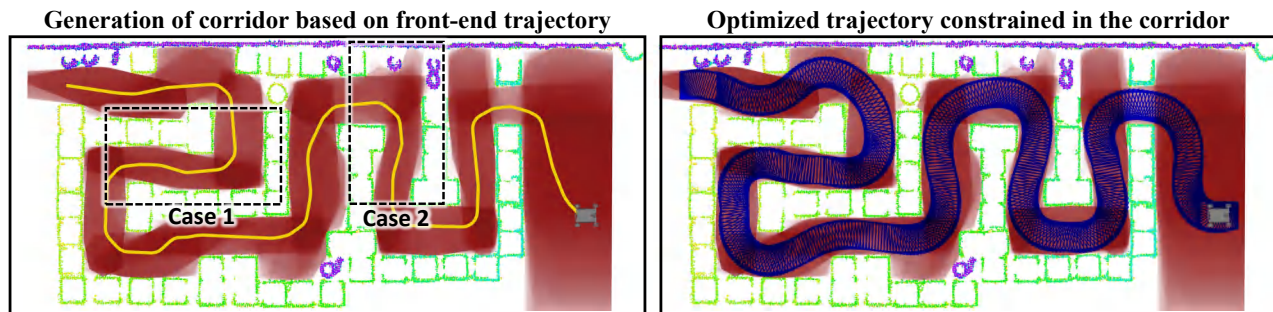 Generation of corridor based on front-end trajectory
Optimized trajectory constrained in the corridor
Case 1
Case 2